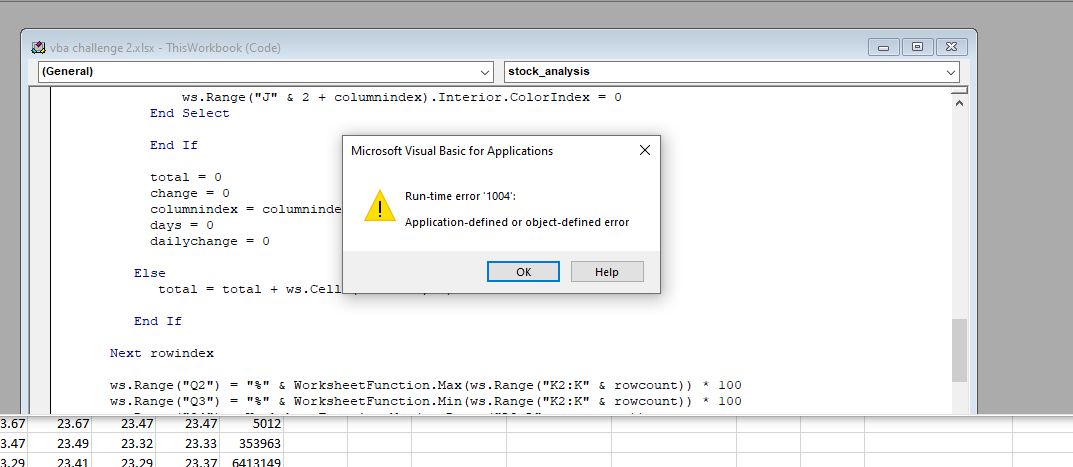 vba challenge 2.xlsx - ThisWorkbook (Code)
(General)
stock_analysis
ws.Range("J" & 2 + columnindex).Interior.ColorIndex = 0
End Select
End If
total = 0
change = 0
columnindex = columninde
days = 0
dailychange = 0
Else
total = total + ws.Cell
End If
Next rowindex
ws.Range("Q2") = "%" & WorksheetFunction.Max(ws.Range("K2:K" & rowcount)) * 100
ws.Range("Q3") = "%" & WorksheetFunction.Min(ws.Range("K2:K" & rowcount)) * 100
Microsoft Visual Basic for Applications
Run-time error '1004':
Application-defined or object-defined error
OK
Help
3.67 23.67 23.47 23.47 5012
3.47 23.49 23.32 23.33 353963
3.29 23.41 23.29 23.37 6413149